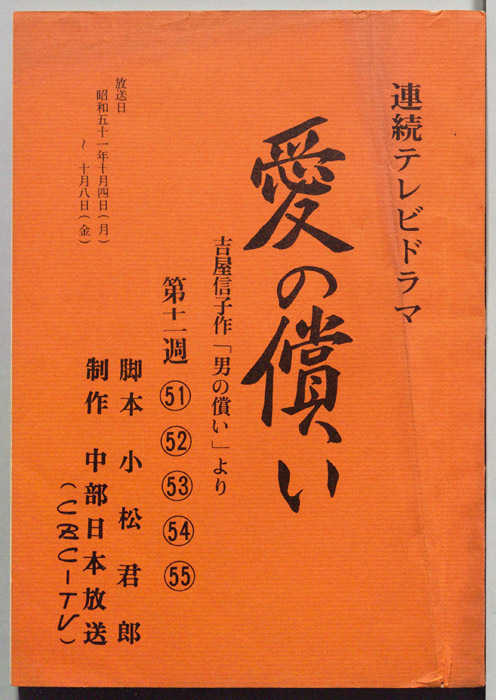 連続テレビドラマ
愛の償い
吉屋信子作「男の償い」より
第十一週 51 52 53 54 55
脚本 小松君郎
制作 中部日本放送
(CBC-TV)
放送日
昭和五十一年十月四日(月)
~十月八日(金)